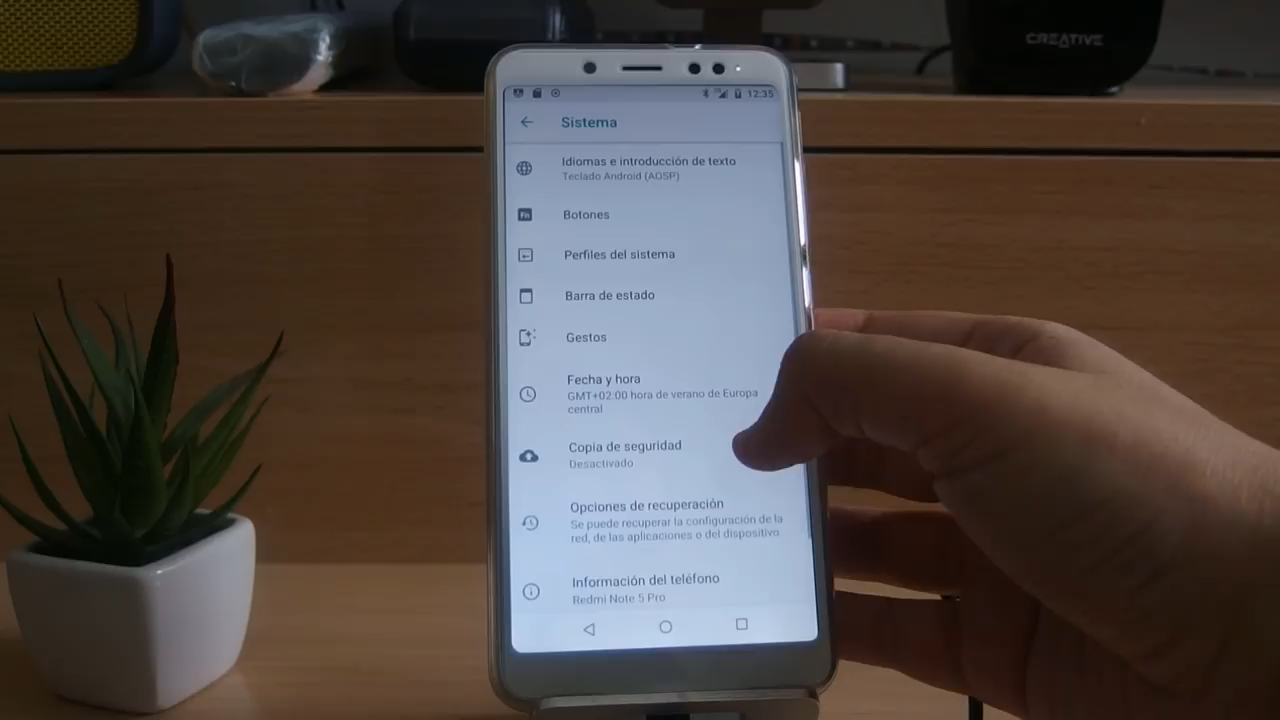 CREATIVE
12:35
Sistema
Idiomas e introducción de texto
Teclado Android (AOSP)
Fn
Botones
Perfiles del sistema
Barra de estado
Gestos
Fecha y hora
GMT+02:00 hora de verano de Europa
central
Copia de seguridad
Desactivado
Opciones de recuperación
Se puede recuperar la configuración de la
red, de las aplicaciones o del dispositivo
Información del teléfono
Redmi Note 5 Pro